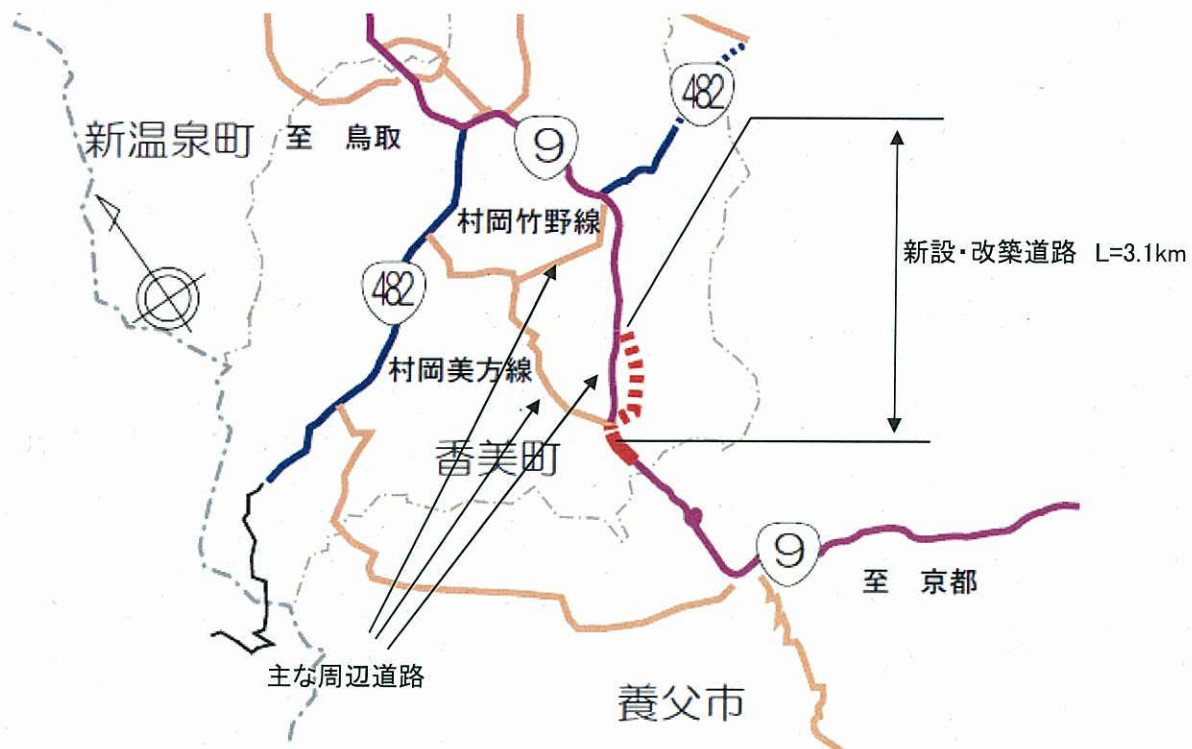 482
新温泉町
至 鳥取
9
村岡竹野線
新設・改築道路 L=3.1km
482
村岡美方線
香美町
9
至 京都
主な周辺道路
養父市